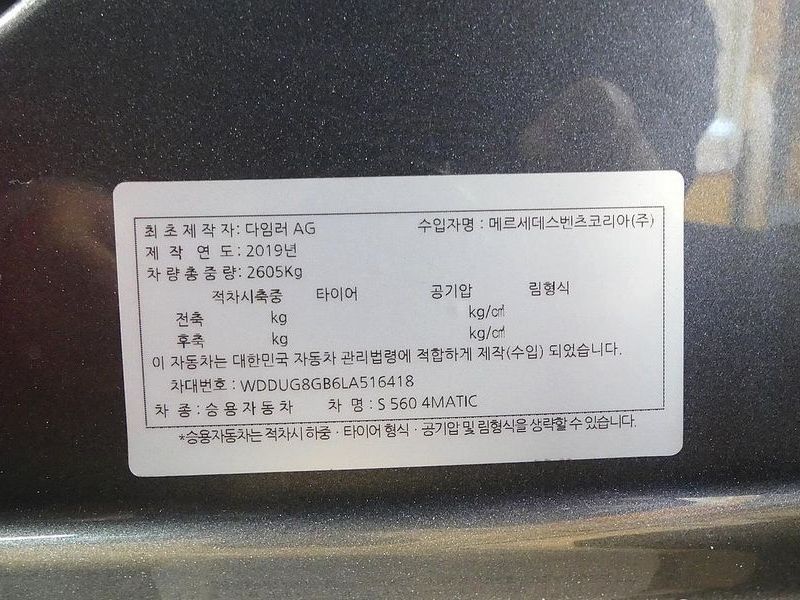 최초제작자: 다임러 AG 수입자명 : 메르세데스벤츠코리아(주)
제 작 연 도: 2019년
차량총중량: 2605Kg
적차시축중 타이어 공기압 림형식
전축 kg kg/㎠
후축 kg kg/㎠
이 자동차는 대한민국 자동차 관리법령에 적합하게 제작(수입) 되었습니다.
차대번호 : WDDUG8GB6LA516418
차 종 : 승용자동차 차 명 : S 560 4MATIC
*승용자동차는 적차시 하중 · 타이어 형식 · 공기압 및 림형식을 생략할 수 있습니다.